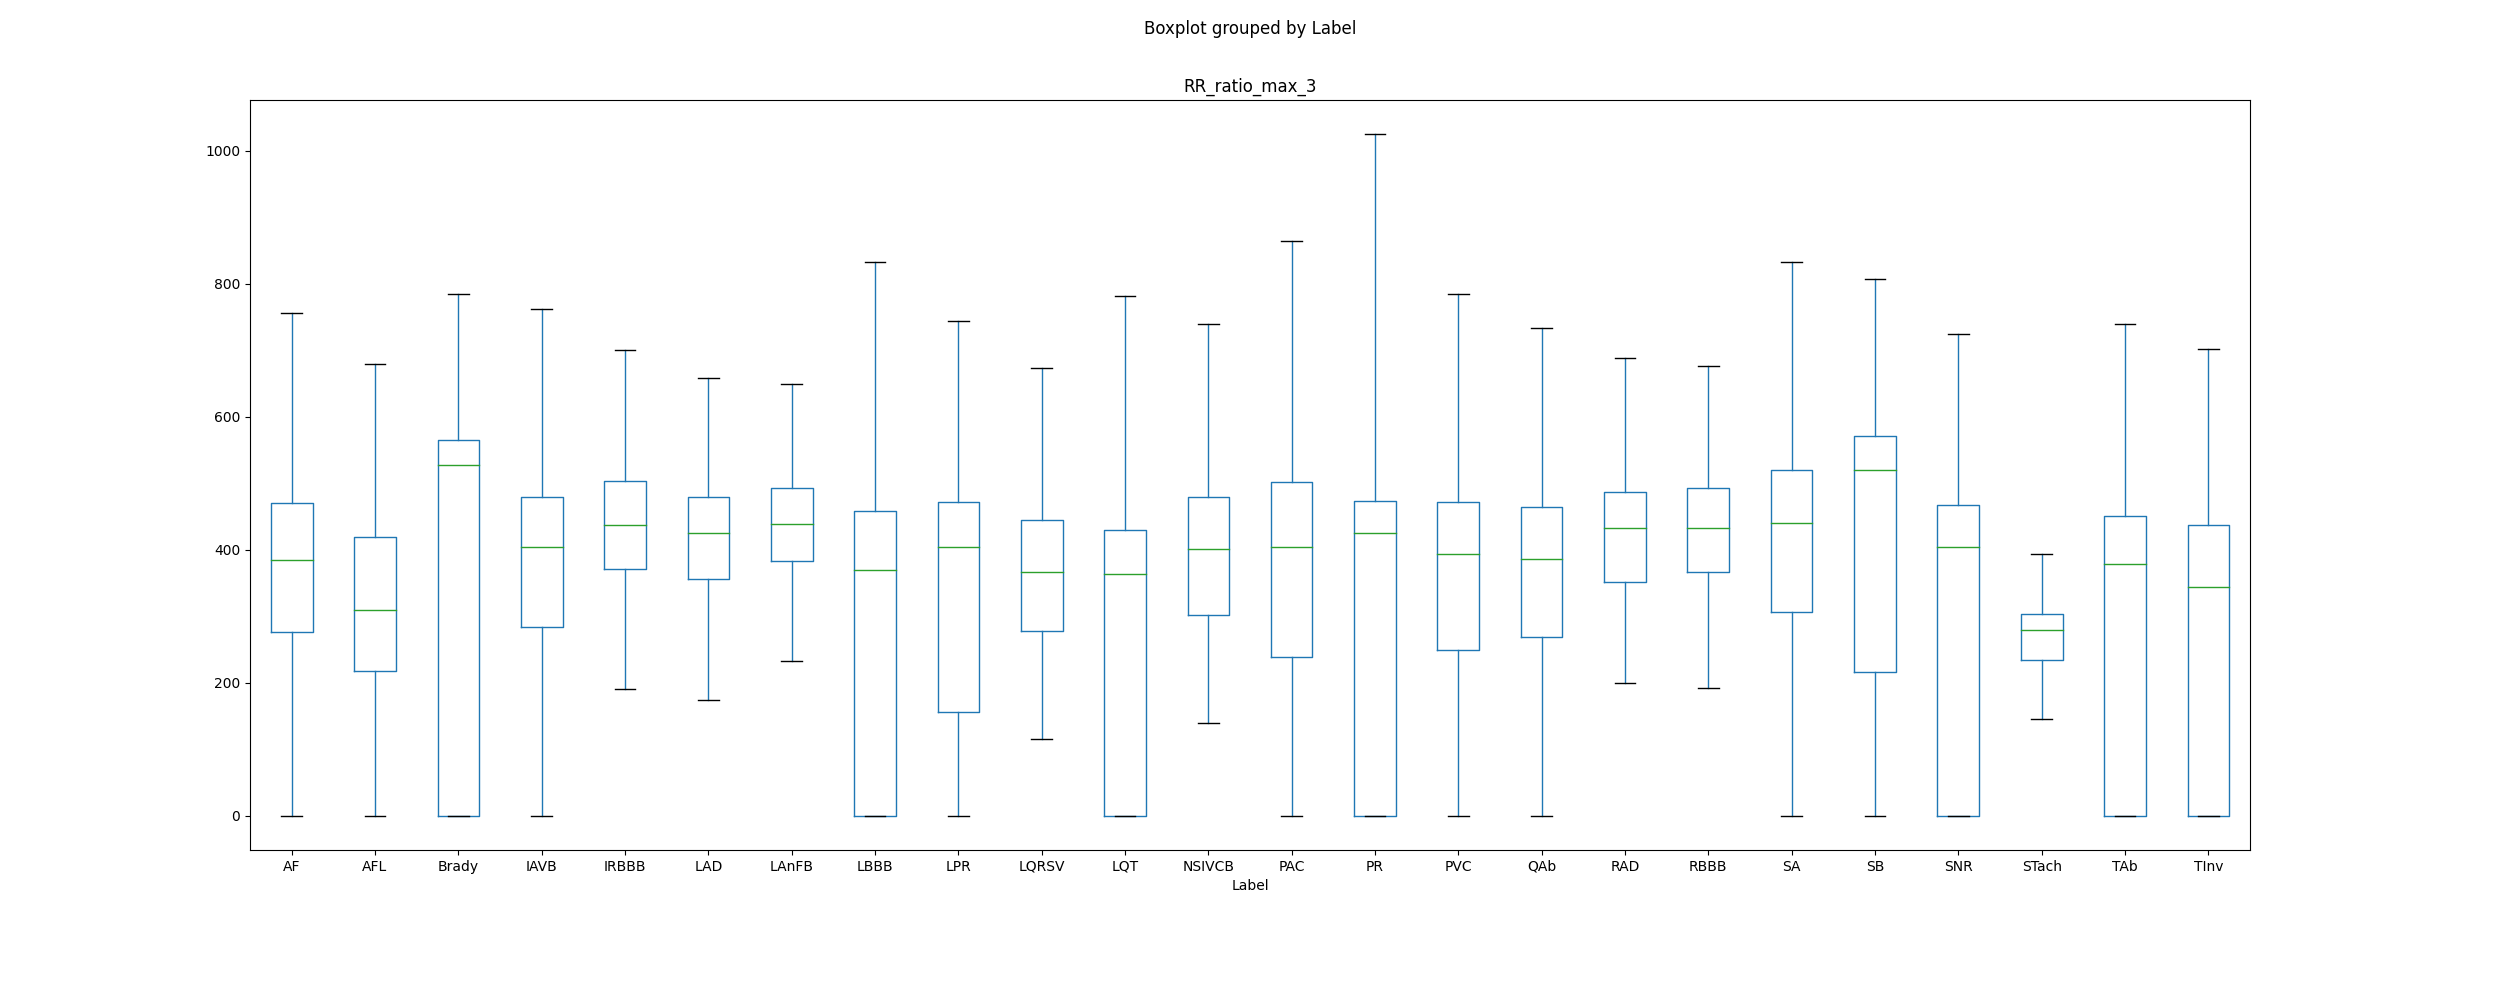 Boxplot grouped by Label
RR_ratio_max_3
1000
800
600
400
200
0
AF AFL Brady IAVB IRBBB LAD LAnFB LBBB LPR LQRSV LQT NSIVCB PAC PR PVC QAb RAD RBBB SA SB SNR STach TAb TInv
Label